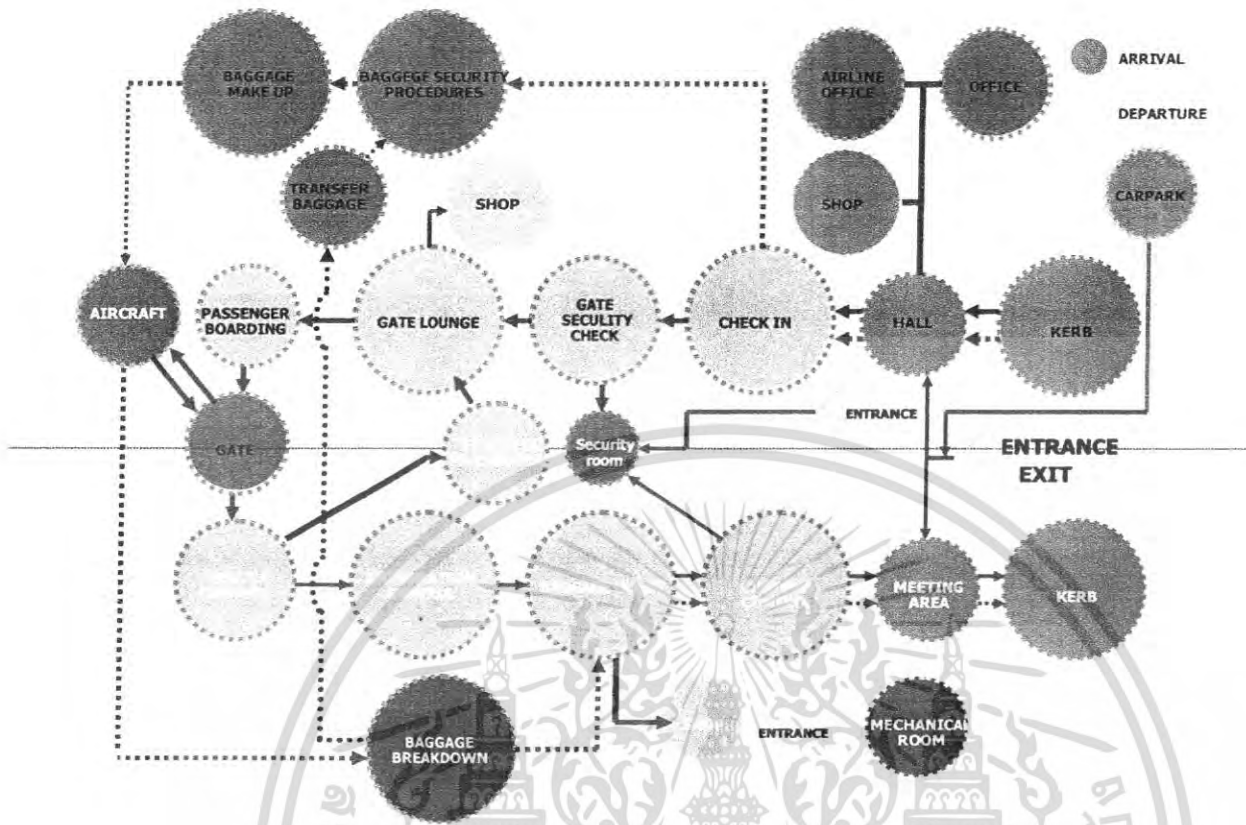 BAGGAGE
MAKE UP
BAGGEGE SECURITY
PROCEDURES
AIRLINE
OFFICE
OFFICE
ARRIVAL
DEPARTURE
TRANSFER
BAGGAGE
SHOP
SHOP
CARPARK
AIRCRAFT
PASSENGER
BOARDING
GATE LOUNGE
GATE
SECULITY
CHECK
CHECK IN
HALL
KERB
ENTRANCE
GATE
Security
room
ENTRANCE
EXIT
MEETING
AREA
KERB
BAGGAGE
BREAKDOWN
ENTRANCE
MECHANICAL
ROOM